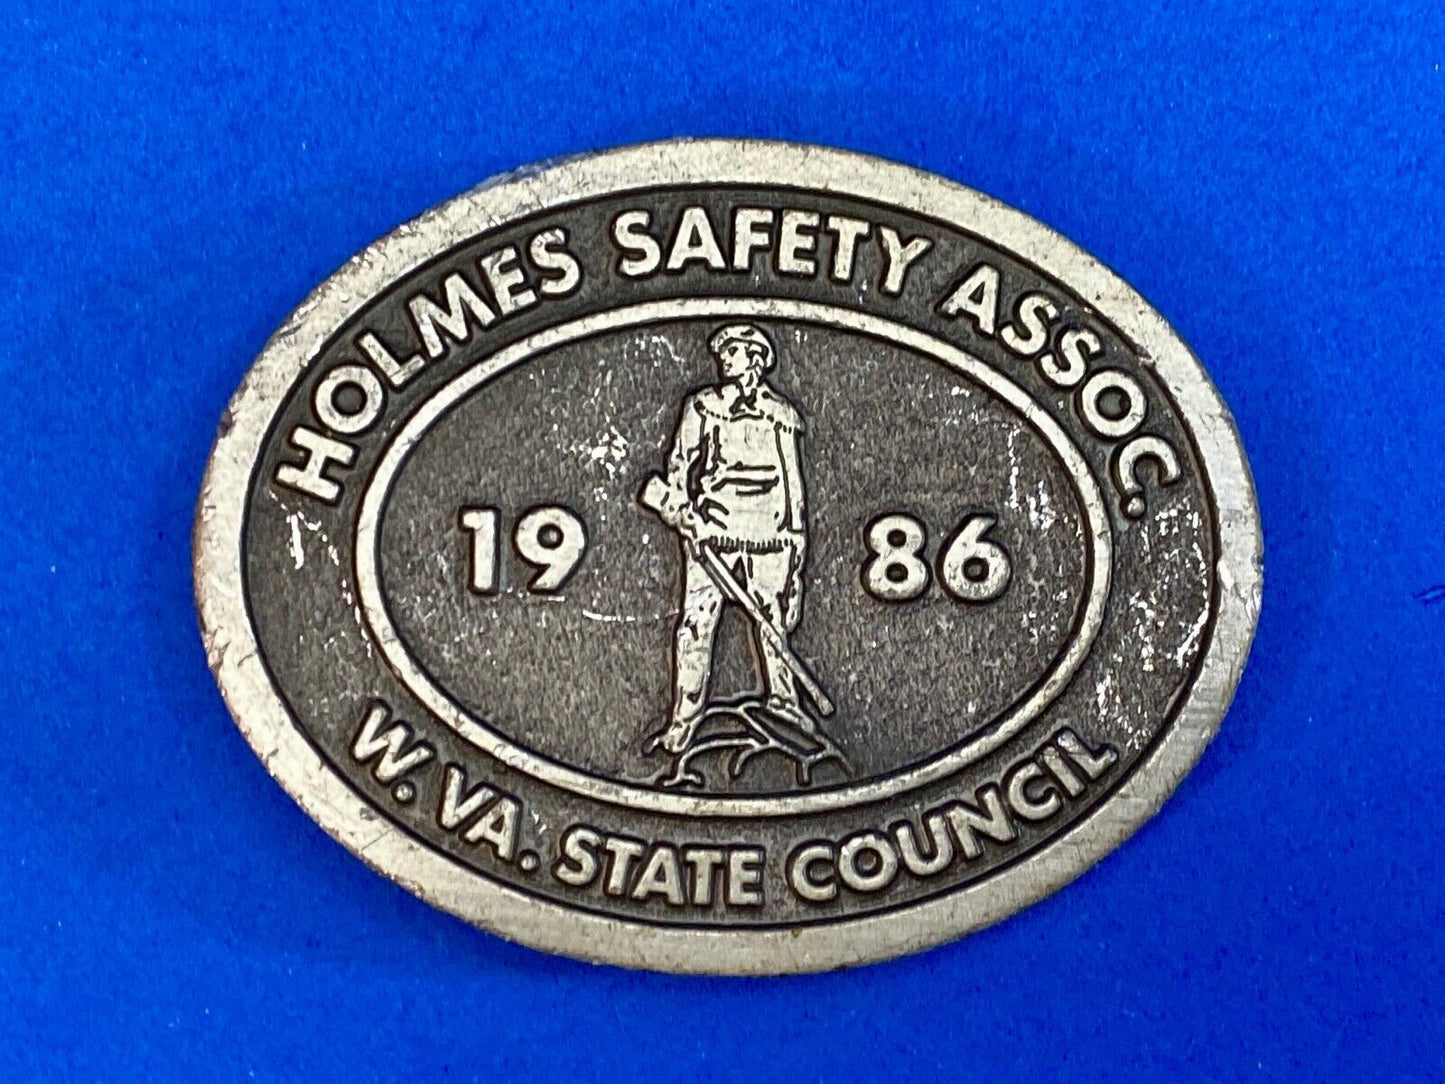 HOLMES SAFETY ASSOC.
19 86
W. VA. STATE COUNCIL